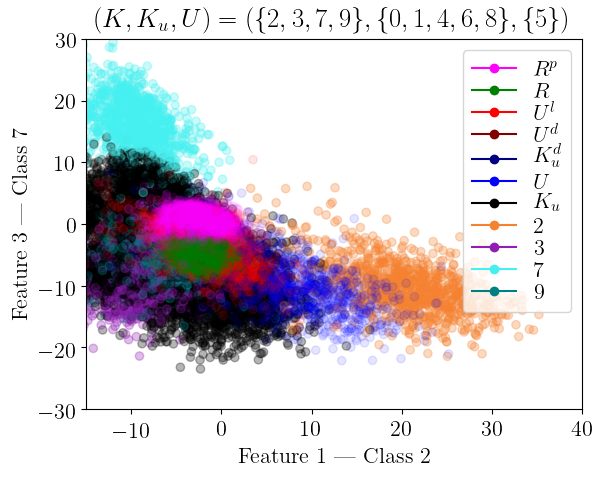 (K, K_u, U) = ({2, 3, 7, 9}, {0, 1, 4, 6, 8}, {5})
30
20
10
0
−10
−20
−30
Feature 3 — Class 7
R^p
R
U^l
U^d
K_u^d
U
K_u
2
3
7
9
−10
0
10
20
30
40
Feature 1 — Class 2